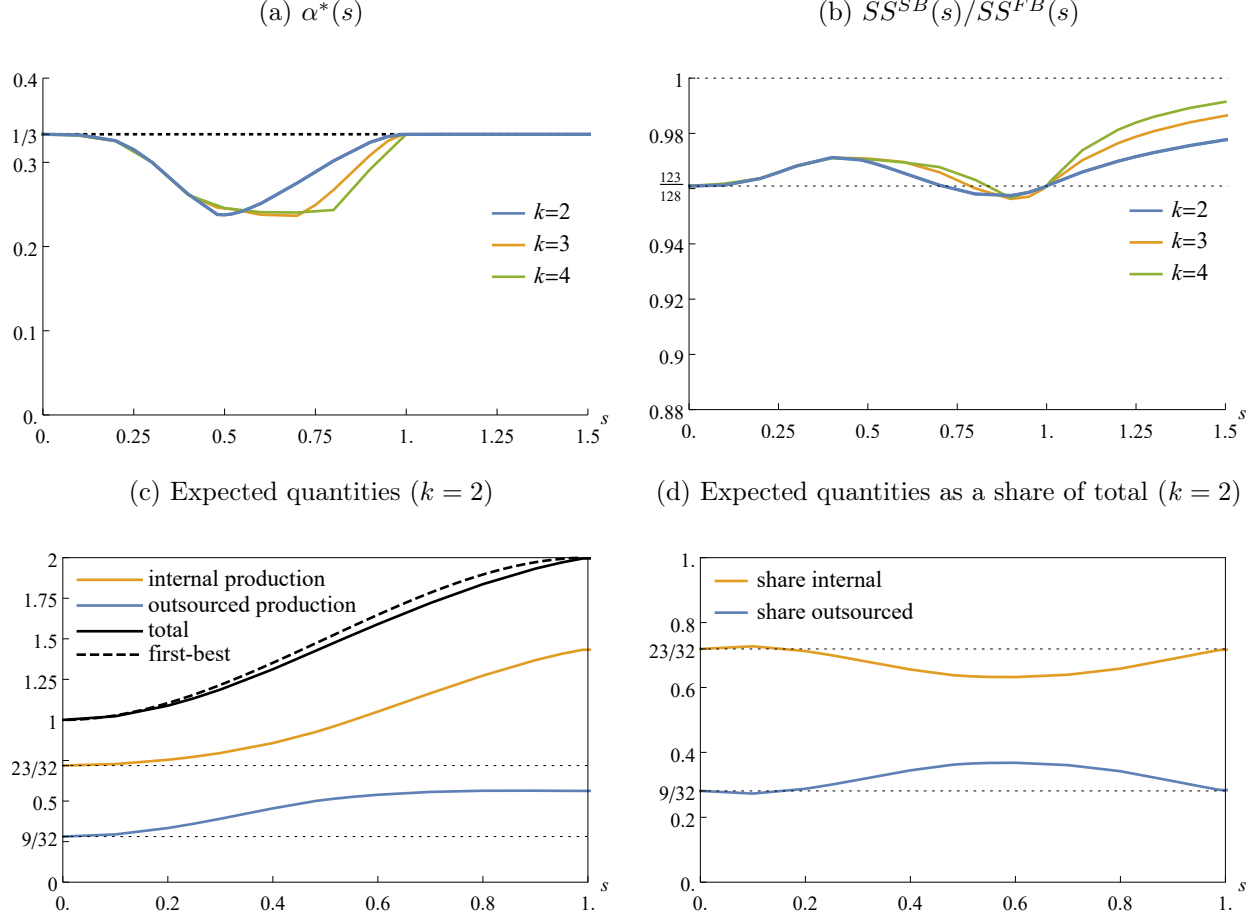 (a) α*(s)
0.4
1/3
0.3
0.2
0.1
0.
0.
0.25
0.5
0.75
1.
1.25
1.5
s
k=2
k=3
k=4
(b) SS^{SB}(s)/SS^{FB}(s)
1
0.98
123
128
0.94
0.92
0.9
0.88
0.
0.25
0.5
0.75
1.
1.25
1.5
s
k=2
k=3
k=4
(c) Expected quantities (k = 2)
2
1.75
1.5
1.25
1
23/32
0.5
9/32
0
0.
0.2
0.4
0.6
0.8
1.
s
internal production
outsourced production
total
first-best
(d) Expected quantities as a share of total (k = 2)
1.
0.8
23/32
0.6
0.4
9/32
0.2
0.
0.
0.2
0.4
0.6
0.8
1.
s
share internal
share outsourced